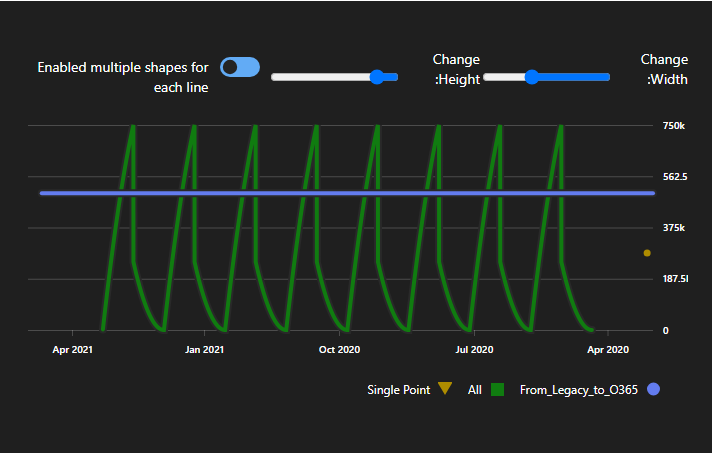 Enabled multiple shapes for
each line
Change
:Height
Change
:Width
750k
562.5
375k
187.5
0
Apr 2021
Jan 2021
Oct 2020
Jul 2020
Apr 2020
Single Point
All
From_Legacy_to_O365